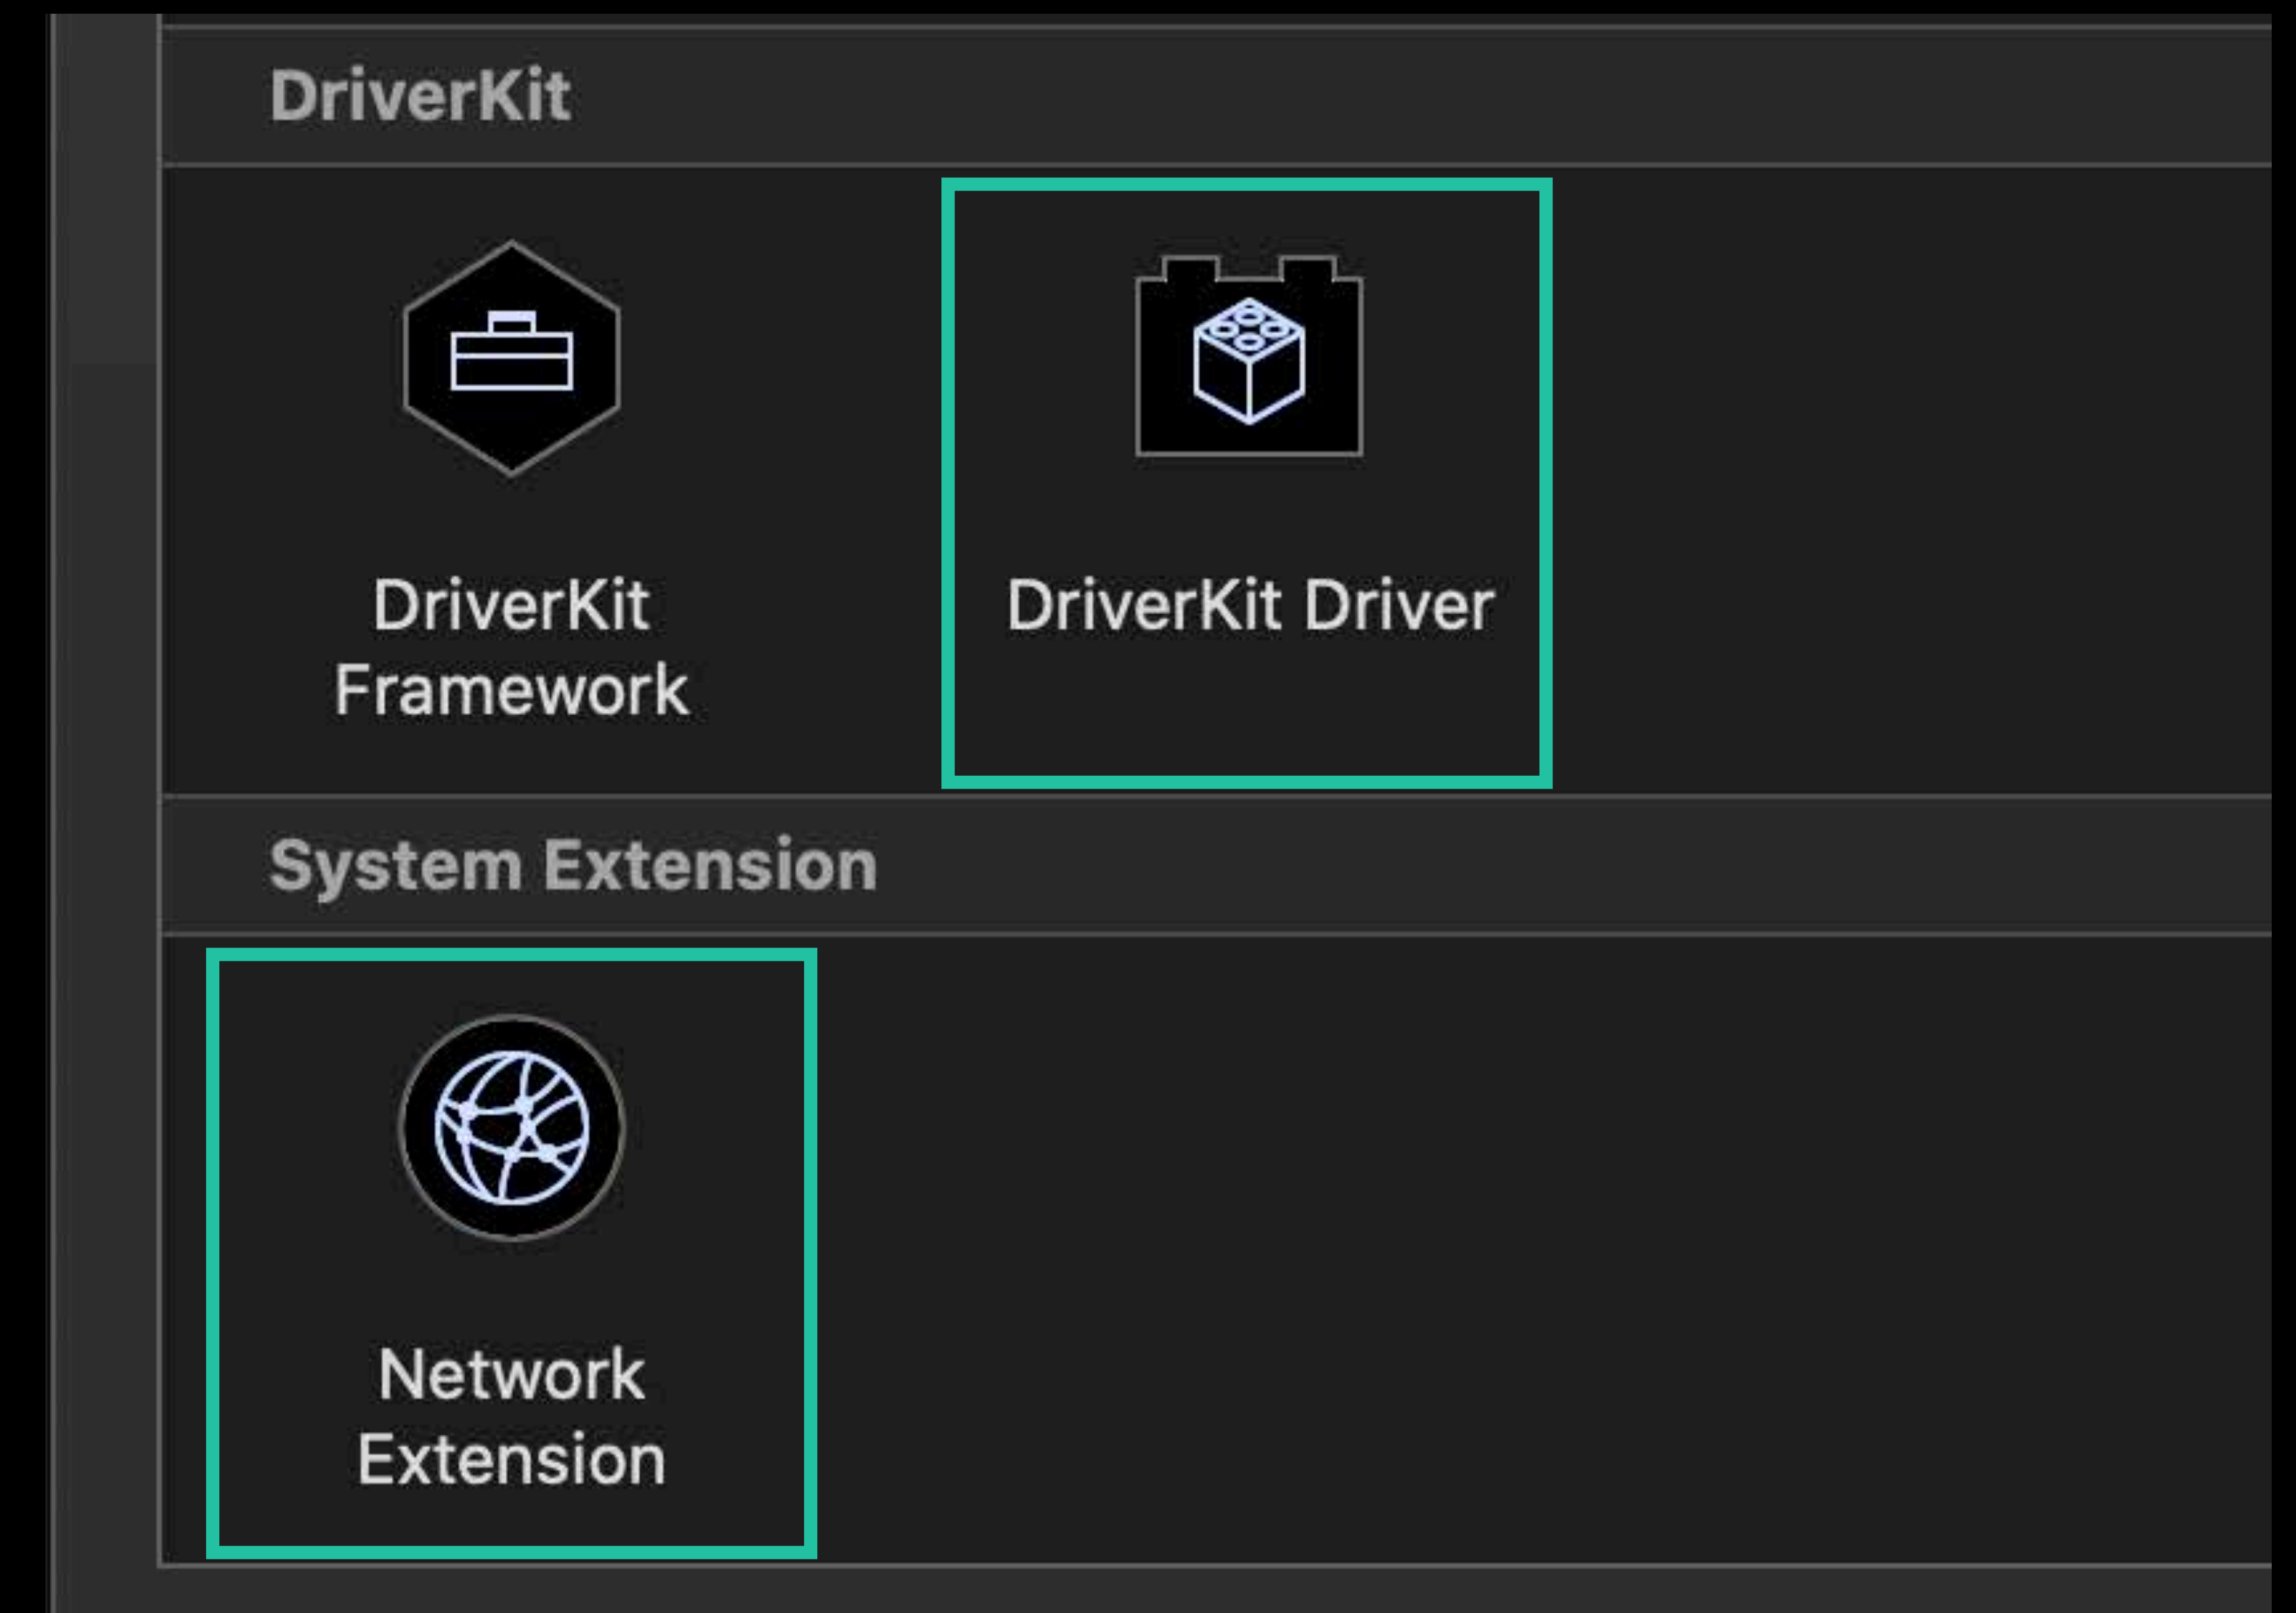 DriverKit
DriverKit
Framework
DriverKit Driver
System Extension
Network
Extension